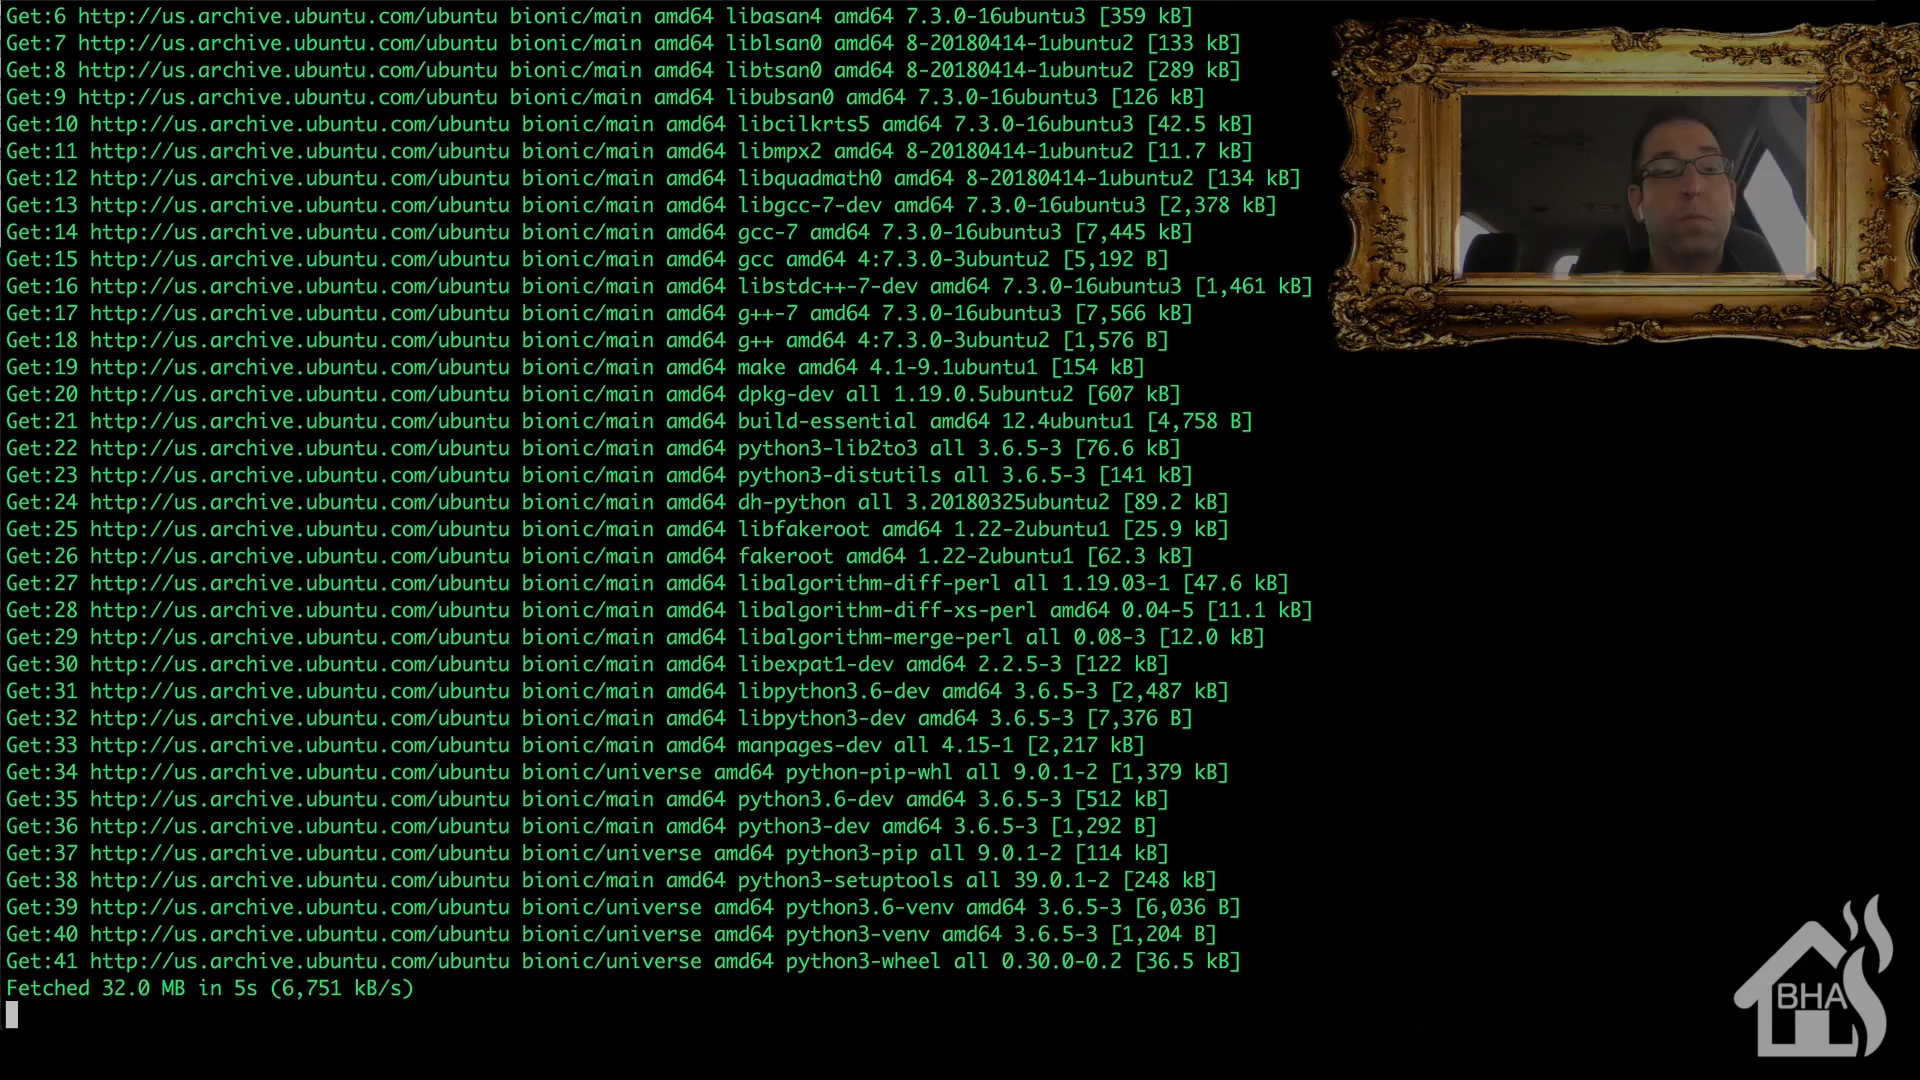 Get:6 http://us.archive.ubuntu.com/ubuntu bionic/main amd64 libasan4 amd64 7.3.0-16ubuntu3 [359 kB]
Get:7 http://us.archive.ubuntu.com/ubuntu bionic/main amd64 liblsan0 amd64 8-20180414-1ubuntu2 [133 kB]
Get:8 http://us.archive.ubuntu.com/ubuntu bionic/main amd64 libtsan0 amd64 8-20180414-1ubuntu2 [289 kB]
Get:9 http://us.archive.ubuntu.com/ubuntu bionic/main amd64 libubsan0 amd64 7.3.0-16ubuntu3 [126 kB]
Get:10 http://us.archive.ubuntu.com/ubuntu bionic/main amd64 libcilkrts5 amd64 7.3.0-16ubuntu3 [42.5 kB]
Get:11 http://us.archive.ubuntu.com/ubuntu bionic/main amd64 libmpx2 amd64 8-20180414-1ubuntu2 [11.7 kB]
Get:12 http://us.archive.ubuntu.com/ubuntu bionic/main amd64 libquadmath0 amd64 8-20180414-1ubuntu2 [134 kB]
Get:13 http://us.archive.ubuntu.com/ubuntu bionic/main amd64 libgcc-7-dev amd64 7.3.0-16ubuntu3 [2,378 kB]
Get:14 http://us.archive.ubuntu.com/ubuntu bionic/main amd64 gcc-7 amd64 7.3.0-16ubuntu3 [7,445 kB]
Get:15 http://us.archive.ubuntu.com/ubuntu bionic/main amd64 gcc amd64 4:7.3.0-3ubuntu2 [5,192 B]
Get:16 http://us.archive.ubuntu.com/ubuntu bionic/main amd64 libstdc++-7-dev amd64 7.3.0-16ubuntu3 [1,461 kB]
Get:17 http://us.archive.ubuntu.com/ubuntu bionic/main amd64 g++-7 amd64 7.3.0-16ubuntu3 [7,566 kB]
Get:18 http://us.archive.ubuntu.com/ubuntu bionic/main amd64 g++ amd64 4:7.3.0-3ubuntu2 [1,576 B]
Get:19 http://us.archive.ubuntu.com/ubuntu bionic/main amd64 make amd64 4.1-9.1ubuntu1 [154 kB]
Get:20 http://us.archive.ubuntu.com/ubuntu bionic/main amd64 dpkg-dev all 1.19.0.5ubuntu2 [607 kB]
Get:21 http://us.archive.ubuntu.com/ubuntu bionic/main amd64 build-essential amd64 12.4ubuntu1 [4,758 B]
Get:22 http://us.archive.ubuntu.com/ubuntu bionic/main amd64 python3-lib2to3 all 3.6.5-3 [76.6 kB]
Get:23 http://us.archive.ubuntu.com/ubuntu bionic/main amd64 python3-distutils all 3.6.5-3 [141 kB]
Get:24 http://us.archive.ubuntu.com/ubuntu bionic/main amd64 dh-python all 3.20180325ubuntu2 [89.2 kB]
Get:25 http://us.archive.ubuntu.com/ubuntu bionic/main amd64 libfakeroot amd64 1.22-2ubuntu1 [25.9 kB]
Get:26 http://us.archive.ubuntu.com/ubuntu bionic/main amd64 fakeroot amd64 1.22-2ubuntu1 [62.3 kB]
Get:27 http://us.archive.ubuntu.com/ubuntu bionic/main amd64 libalgorithm-diff-perl all 1.19.03-1 [47.6 kB]
Get:28 http://us.archive.ubuntu.com/ubuntu bionic/main amd64 libalgorithm-diff-xs-perl amd64 0.04-5 [11.1 kB]
Get:29 http://us.archive.ubuntu.com/ubuntu bionic/main amd64 libalgorithm-merge-perl all 0.08-3 [12.0 kB]
Get:30 http://us.archive.ubuntu.com/ubuntu bionic/main amd64 libexpat1-dev amd64 2.2.5-3 [122 kB]
Get:31 http://us.archive.ubuntu.com/ubuntu bionic/main amd64 libpython3.6-dev amd64 3.6.5-3 [2,487 kB]
Get:32 http://us.archive.ubuntu.com/ubuntu bionic/main amd64 libpython3-dev amd64 3.6.5-3 [7,376 B]
Get:33 http://us.archive.ubuntu.com/ubuntu bionic/main amd64 manpages-dev all 4.15-1 [2,217 kB]
Get:34 http://us.archive.ubuntu.com/ubuntu bionic/universe amd64 python-pip-whl all 9.0.1-2 [1,379 kB]
Get:35 http://us.archive.ubuntu.com/ubuntu bionic/main amd64 python3.6-dev amd64 3.6.5-3 [512 kB]
Get:36 http://us.archive.ubuntu.com/ubuntu bionic/main amd64 python3-dev amd64 3.6.5-3 [1,292 B]
Get:37 http://us.archive.ubuntu.com/ubuntu bionic/universe amd64 python3-pip all 9.0.1-2 [114 kB]
Get:38 http://us.archive.ubuntu.com/ubuntu bionic/main amd64 python3-setuptools all 39.0.1-2 [248 kB]
Get:39 http://us.archive.ubuntu.com/ubuntu bionic/universe amd64 python3.6-venv amd64 3.6.5-3 [6,036 B]
Get:40 http://us.archive.ubuntu.com/ubuntu bionic/universe amd64 python3-venv amd64 3.6.5-3 [1,204 B]
Get:41 http://us.archive.ubuntu.com/ubuntu bionic/universe amd64 python3-wheel all 0.30.0-0.2 [36.5 kB]
Fetched 32.0 MB in 5s (6,751 kB/s)
BHA